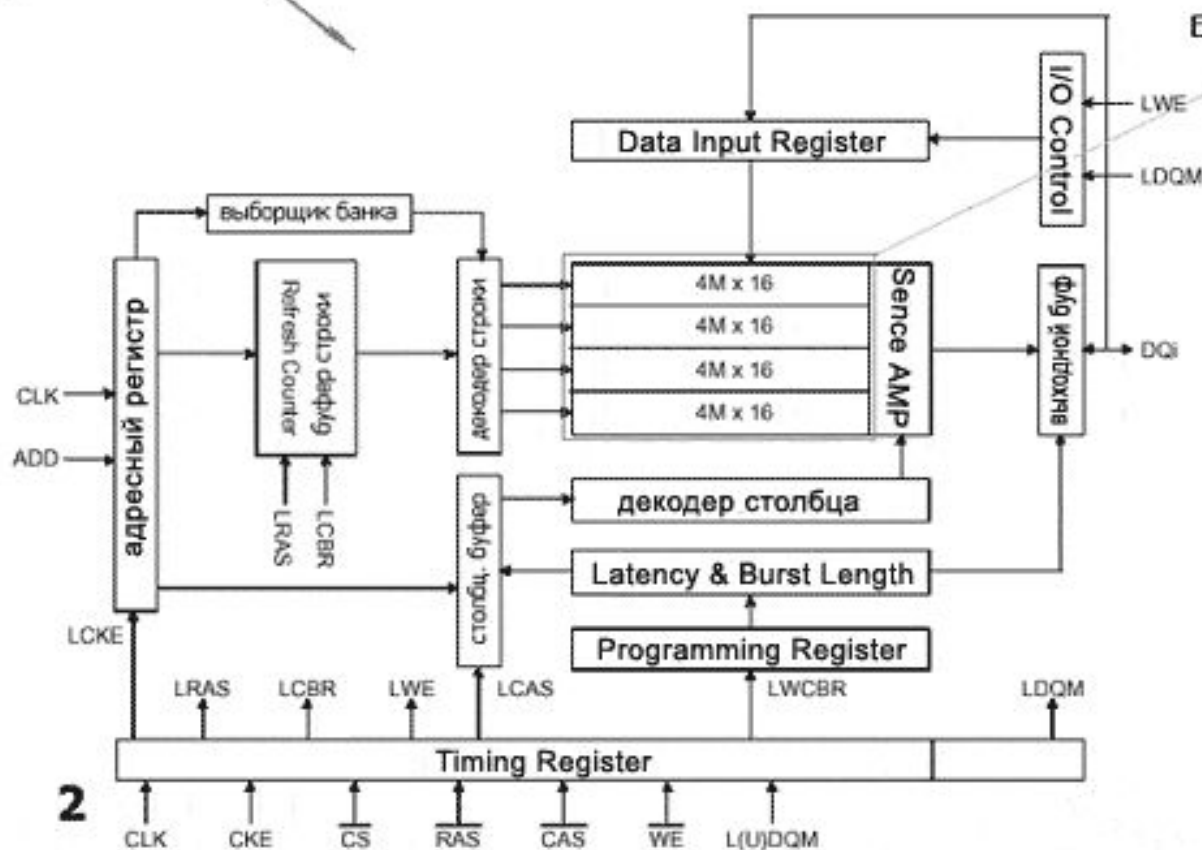 I/O Control
LWE
LDQM
Data Input Register
выборщик банка
адресный регистр
Refresh Counter
буффер строки
декодер строки
4M x 16
4M x 16
4M x 16
4M x 16
Sence AMP
выходной буф
DQi
CLK
ADD
LRAS
LCBR
столбц. буфер
декодер столбца
Latency & Burst Length
Programming Register
LCKE
LRAS
LCBR
LWE
LCAS
LWCBR
LDQM
Timing Register
2
CLK
CKE
CS
RAS
CAS
WE
L(U)DQM